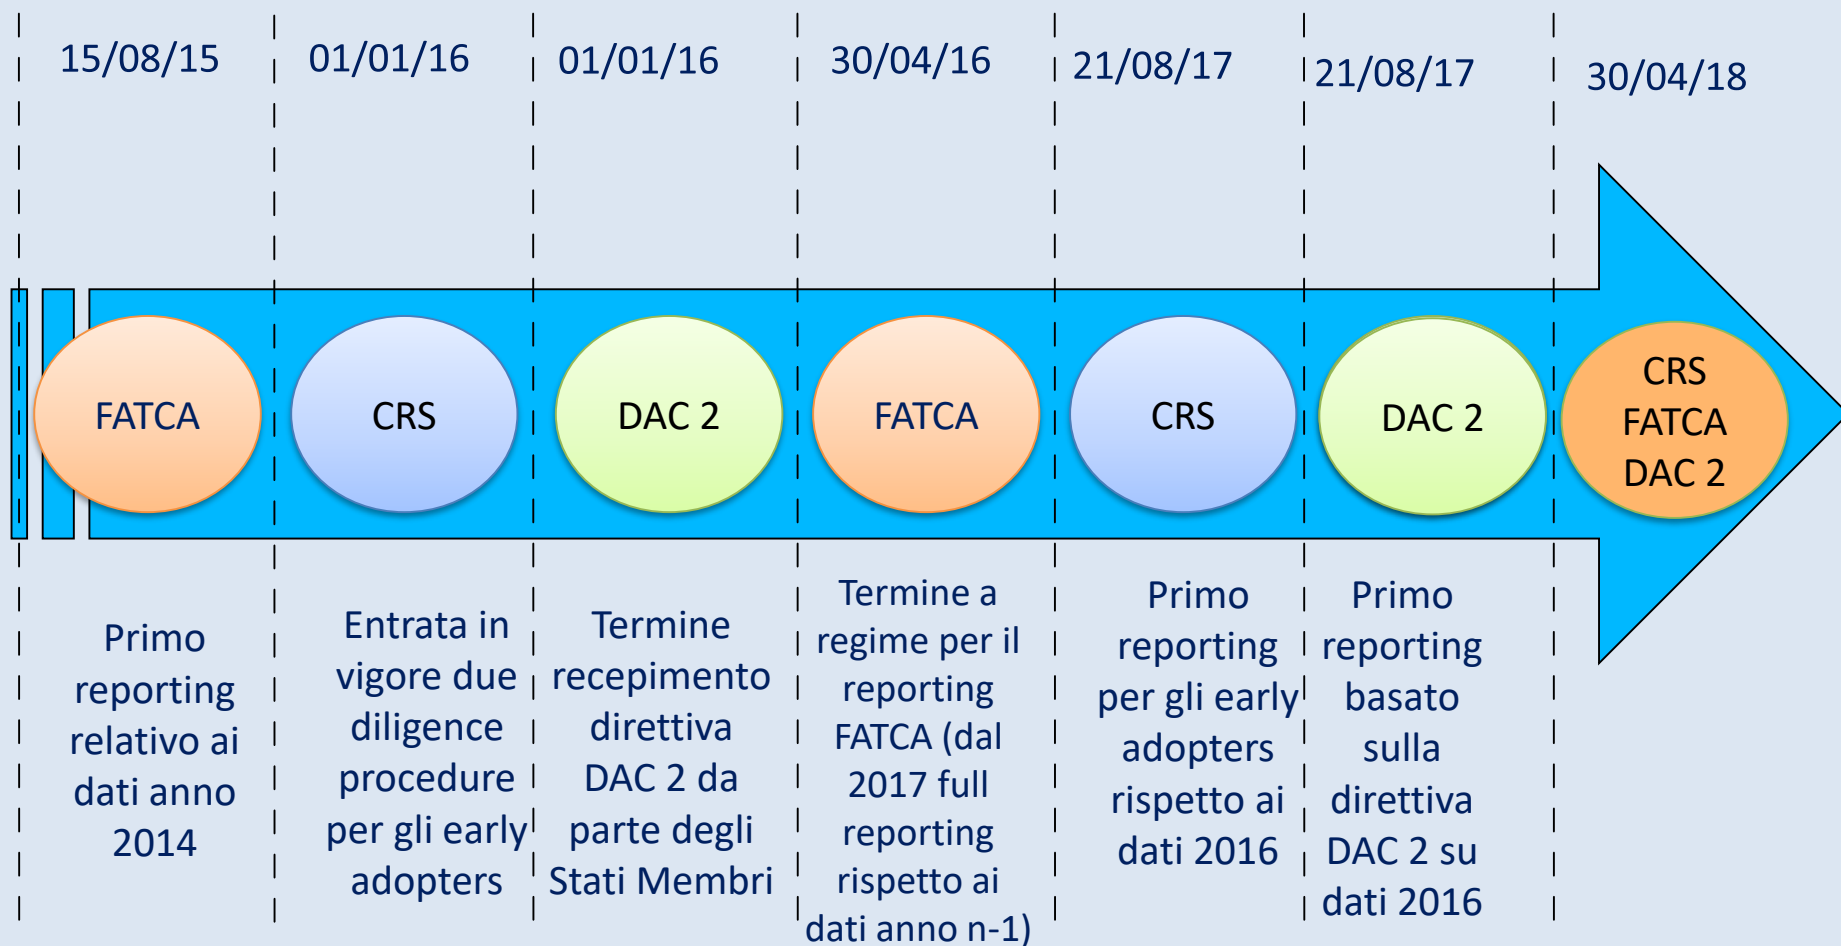 15/08/15
01/01/16
01/01/16
30/04/16
21/08/17
21/08/17
30/04/18
FATCA
CRS
DAC 2
FATCA
CRS
DAC 2
CRS
FATCA
DAC 2
Primo
reporting
relativo ai
dati anno
2014
Entrata in
vigore due
diligence
procedure
per gli early
adopters
Termine
recepimento
direttiva
DAC 2 da
parte degli
Stati Membri
Termine a
regime per il
reporting
FATCA (dal
2017 full
reporting
rispetto ai
dati anno n-1)
Primo
reporting
per gli early
adopters
rispetto ai
dati 2016
Primo
reporting
basato
sulla
direttiva
DAC 2 su
dati 2016